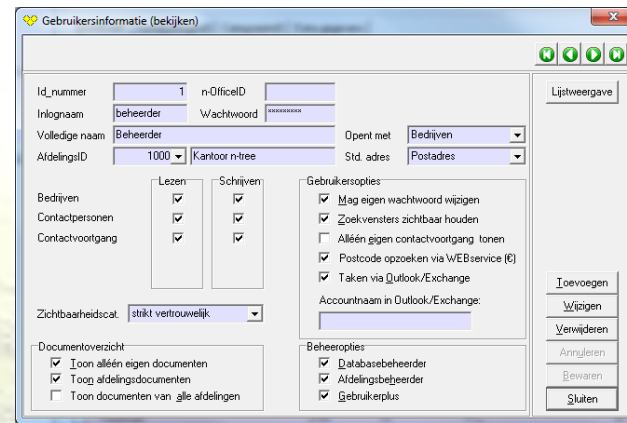 Gebruikersinformatie (bekijken)
Id_nummer 1 n-OfficeID
Lijstweergave
Inlognaam beheerder Wachtwoord ********
Volledige naam Beheerder Opent met Bedrijven
AfdelingsID 1000 Kantoor n-tree Std. adres Postadres
Lezen Schrijven Gebruikersopties
Bedrijven Mag eigen wachtwoord wijzigen
Contactpersonen Zoekvensters zichtbaar houden
Contactvoortgang Alléén eigen contactvoortgang tonen
Postcode opzoeken via WEBservice (€)
Taken via Outlook/Exchange
Toevoegen
Accountnaam in Outlook/Exchange:
Wijzigen
Zichtbaarheidscat. strikt vertrouwelijk
Verwijderen
Documentoverzicht Beheeropties
Annuleren
Toon alléén eigen documenten Databasebeheerder
Bewaren
Toon afdelingsdocumenten Afdelingsbeheerder
Toon documenten van alle afdelingen Gebruikerplus
Sluiten